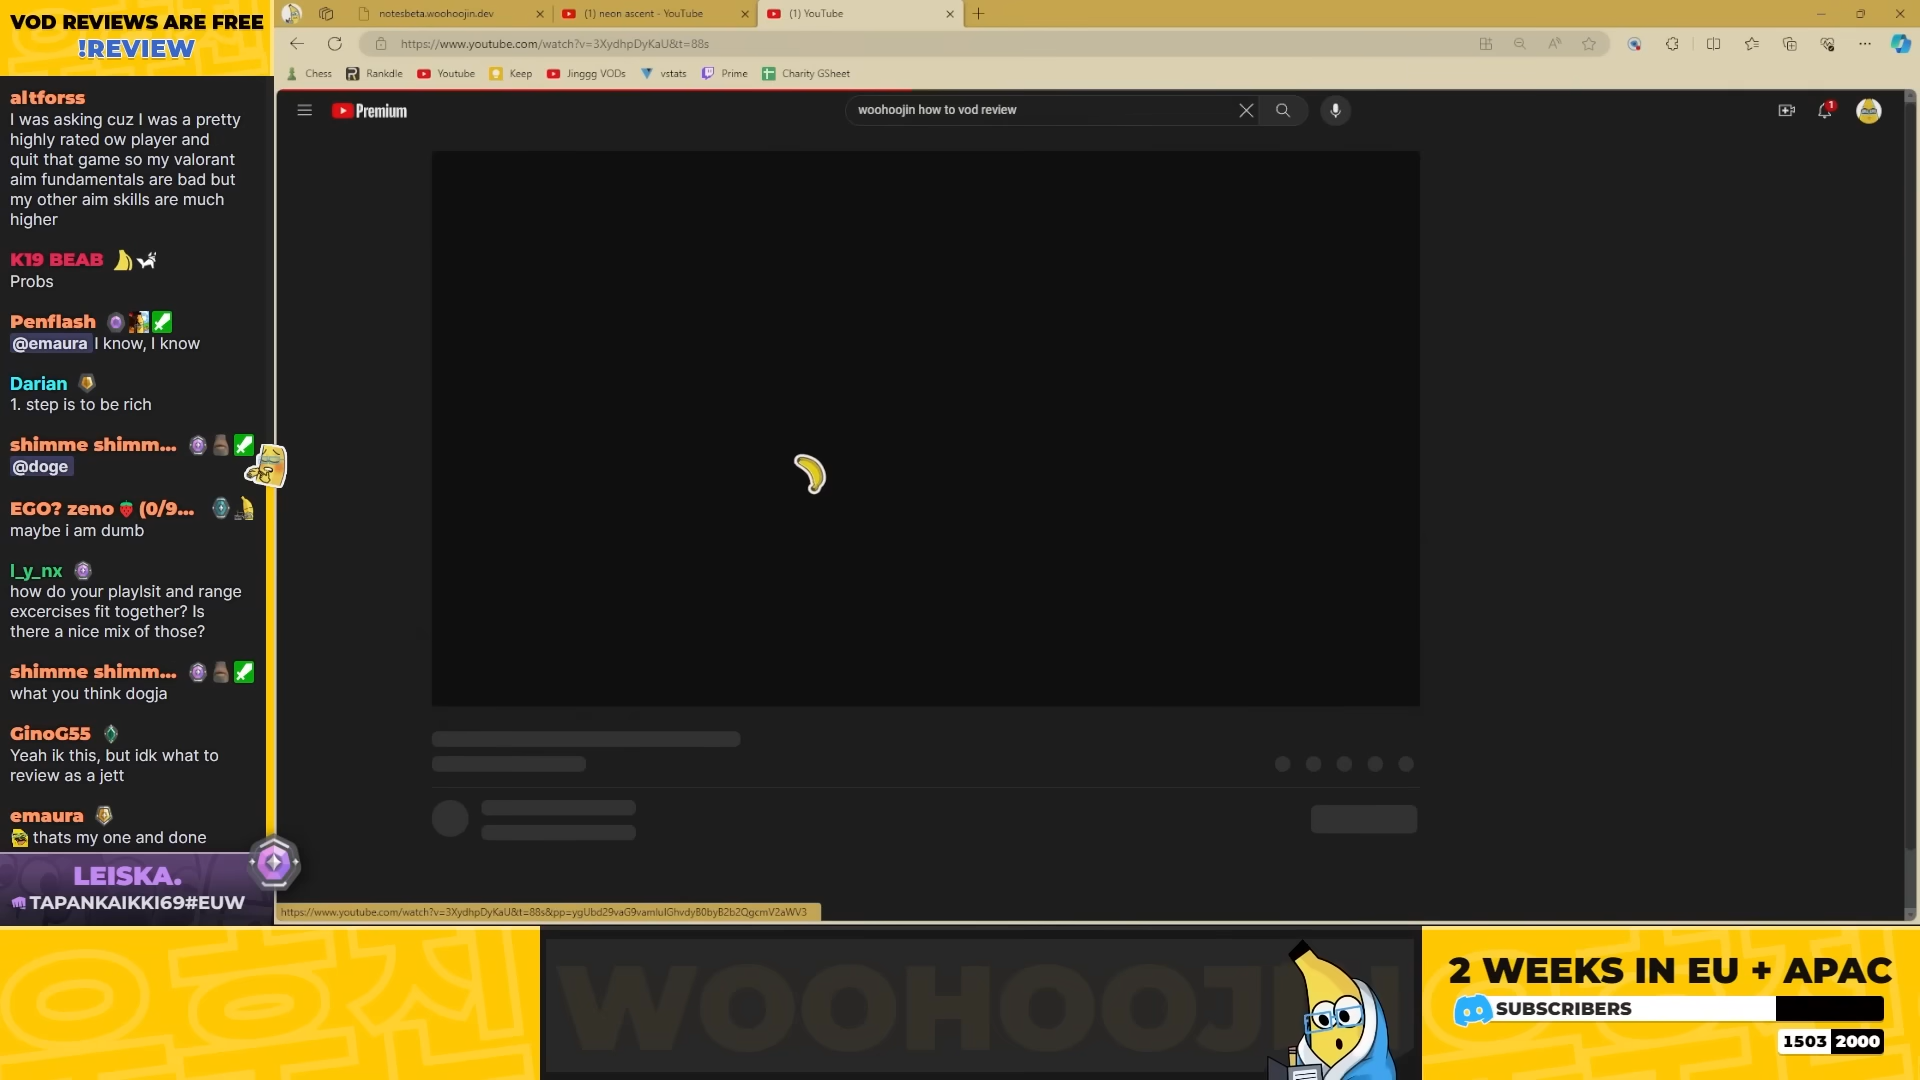 VOD REVIEWS ARE FREE
!REVIEW
altforss
I was asking cuz I was a pretty
highly rated ow player and
quit that game so my valorant
aim fundamentals are bad but
my other aim skills are much
higher
K19 BEAB
Probs
Penflash
@emaura I know, I know
Darian
1. step is to be rich
shimme shimm...
@doge
EGO? zeno (0/9...
maybe i am dumb
l_y_nx
how do your playlsit and range
excercises fit together? Is
there a nice mix of those?
shimme shimm...
what you think dogja
GinoG55
Yeah ik this, but idk what to
review as a jett
emaura
thats my one and done
LEISKA.
TAPANKAIKKI69#EUW
notesbeta.woohoojin.dev
(1) neon ascent - YouTube
(1) YouTube
https://www.youtube.com/watch?v=3XydhpDyKaU&t=88s
Chess
Rankdle
Youtube
Keep
Jinggg VODs
vstats
Prime
Charity GSheet
Premium
woohoojin how to vod review
1
우후진
WOOHOOJIN
2 WEEKS IN EU + APAC
SUBSCRIBERS
1503 2000